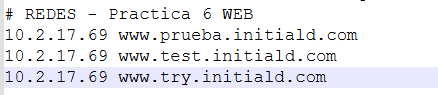 # REDES - Practica 6 WEB
10.2.17.69 www.prueba.initiald.com
10.2.17.69 www.test.initiald.com
10.2.17.69 www.try.initiald.com